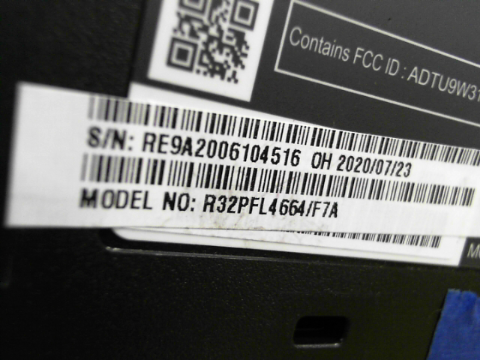 Contains FCC ID : ADTU9W31
S/N: RE9A2006104516 OH 2020/07/23
MODEL NO: R32PFL4664/F7A